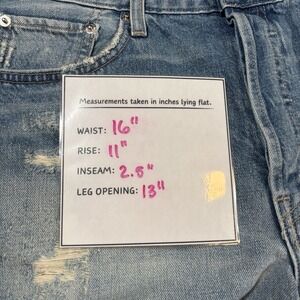 Measurements taken in inches lying flat.
WAIST: 16"
RISE: 11"
INSEAM: 2.5"
LEG OPENING: 13"